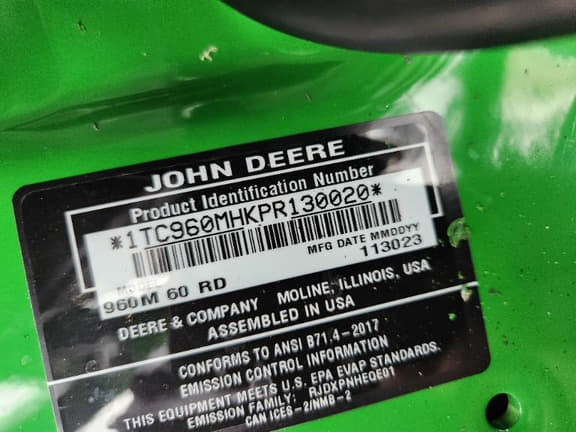 JOHN DEERE
Product Identification Number
*1TC960MHKPR130020*
MODEL
MFG DATE MMDDYY
960M 60 RD
113023
DEERE & COMPANY MOLINE, ILLINOIS, USA
ASSEMBLED IN USA
CONFORMS TO ANSI B71.4-2017
EMISSION CONTROL INFORMATION
THIS EQUIPMENT MEETS U.S. EPA EVAP STANDARDS.
EMISSION FAMILY: RJDXPNHEQE01
CAN ICES-2/NMB-2